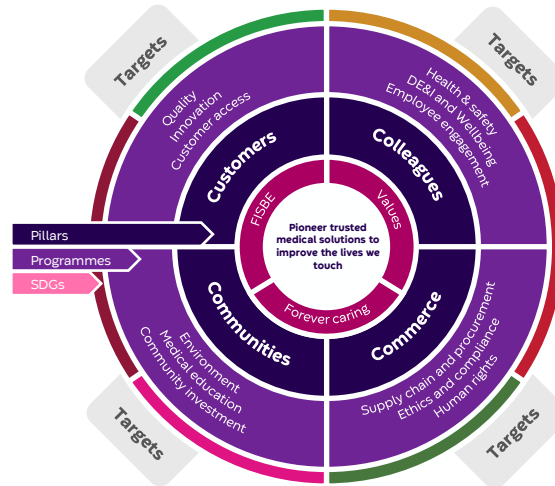 Targets
Targets
Quality
Innovation
Customer access
Health & safety
DE&I and Wellbeing
Employee engagement
Customers
Colleagues
FISBE
Values
Pioneer trusted
medical solutions to
improve the lives we
touch
Pillars
Programmes
SDGs
Forever caring
Communities
Commerce
Environment
Medical education
Community investment
Supply chain and procurement
Ethics and compliance
Human rights
Targets
Targets